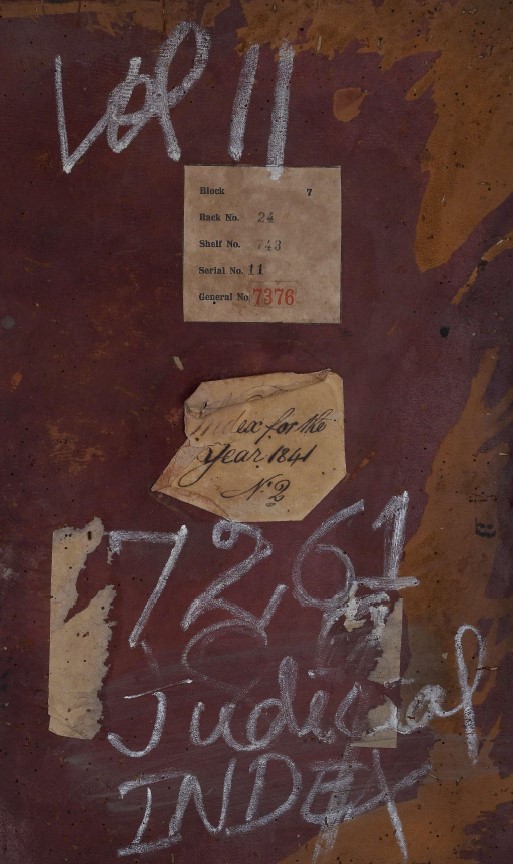 Vol 11
Block 7
Rack No. 24
Shelf No. 743
Serial No. 11
General No 7376
Index for the
Year 1841
No. 2
7261
Judicial
INDEX